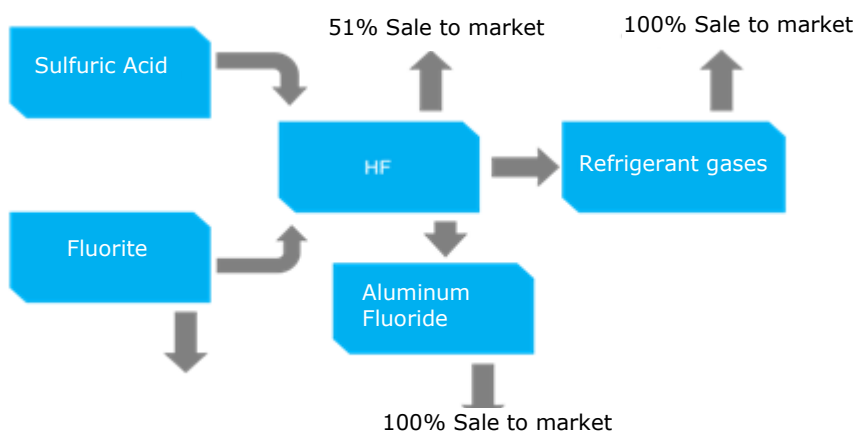 51% Sale to market
100% Sale to market
Sulfuric Acid
HF
Refrigerant gases
Fluorite
Aluminum
Fluoride
100% Sale to market